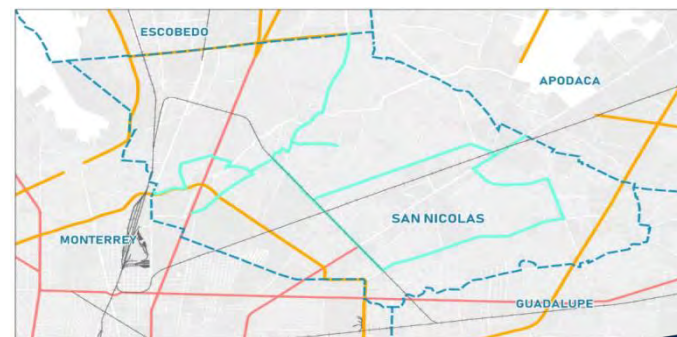 ESCOBEDO
APODACA
SAN NICOLAS
MONTERREY
GUADALUPE